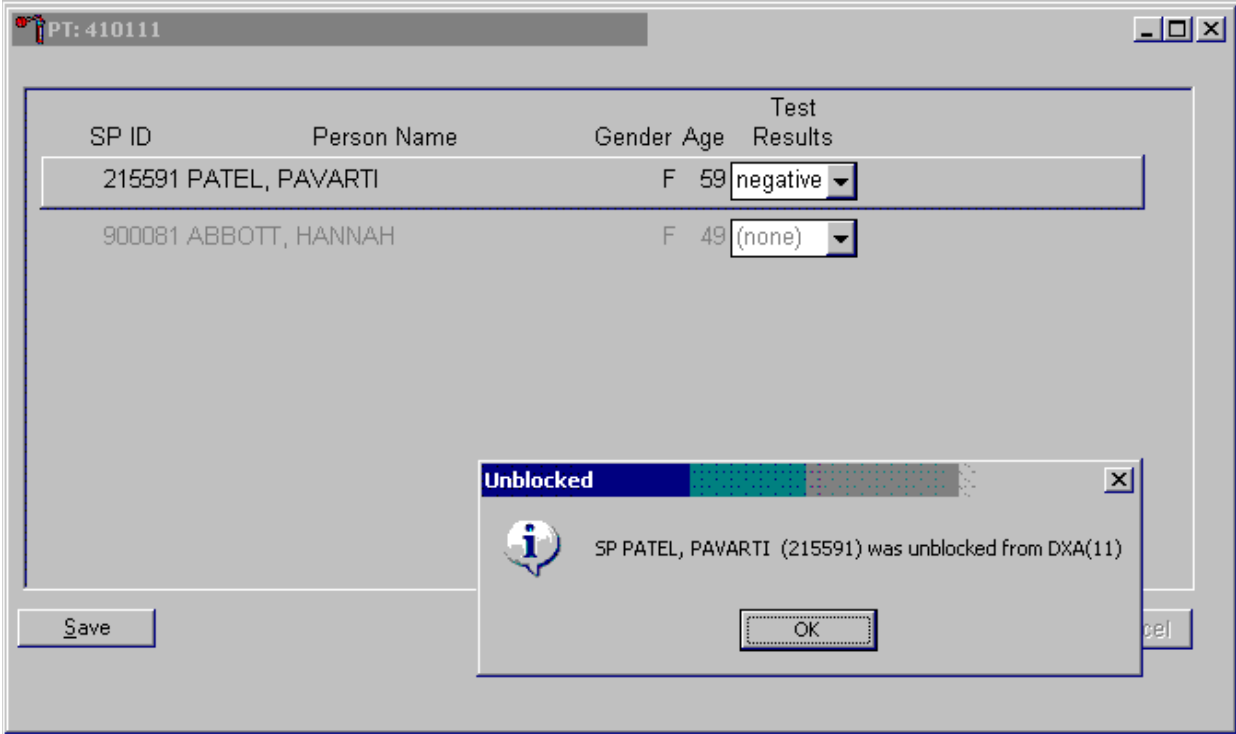 PT: 410111
Test
SP ID Person Name Gender Age Results
215591 PATEL, PAVARTI F 59 negative
900081 ABBOTT, HANNAH F 49 (none)
Unblocked
SP PATEL, PAVARTI (215591) was unblocked from DXA(11)
OK
Save cel